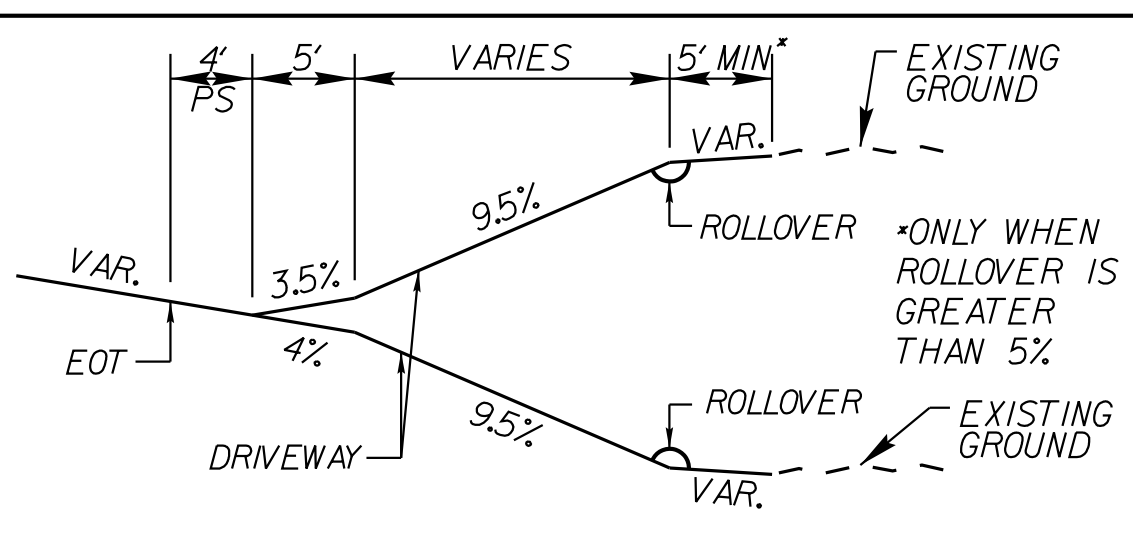 4'
PS
5'
VARIES
5' MIN*
EXISTING
GROUND
VAR.
VAR.
9.5%
ROLLOVER
*ONLY WHEN
ROLLOVER IS
GREATER
THAN 5%
3.5%
EOT
4%
DRIVEWAY
9.5%
ROLLOVER
EXISTING
GROUND
VAR.